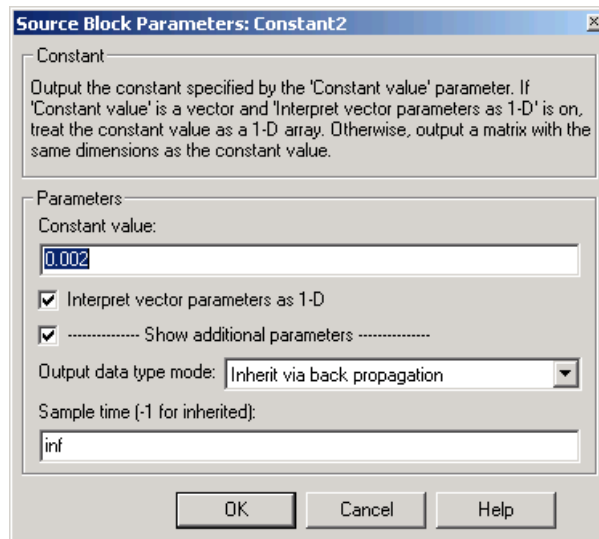 Source Block Parameters: Constant2
Constant
Output the constant specified by the 'Constant value' parameter. If
'Constant value' is a vector and 'Interpret vector parameters as 1-D' is on,
treat the constant value as a 1-D array. Otherwise, output a matrix with the
same dimensions as the constant value.
Parameters
Constant value:
0.002
Interpret vector parameters as 1-D
-------------- Show additional parameters --------------
Output data type mode: Inherit via back propagation
Sample time (-1 for inherited):
inf
OK Cancel Help